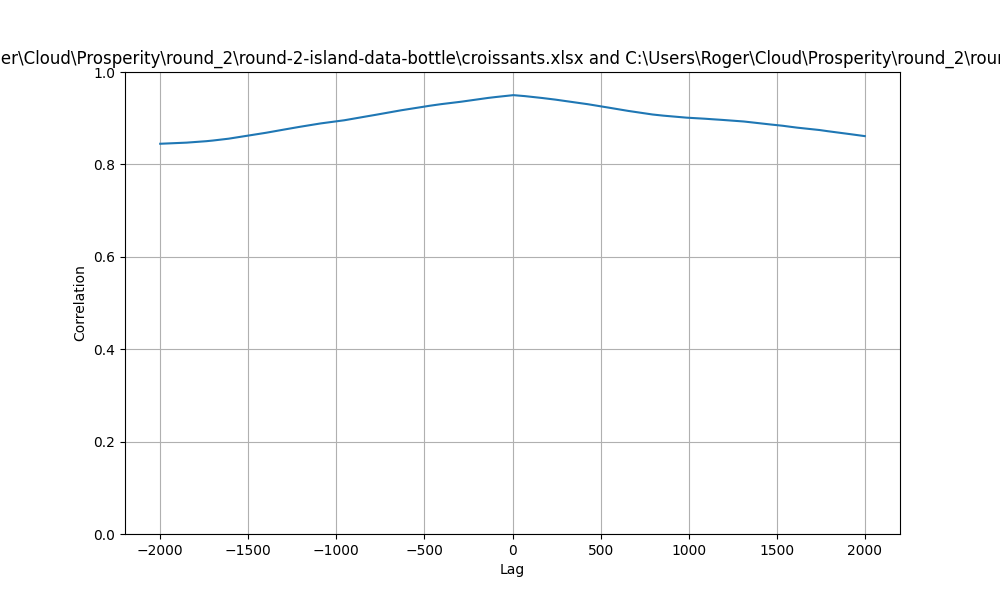 er\Cloud\Prosperity\round_2\round-2-island-data-bottle\croissants.xlsx and C:\Users\Roger\Cloud\Prosperity\round_2\roun
1.0
0.8
0.6
0.4
0.2
0.0
Correlation
−2000 −1500 −1000 −500 0 500 1000 1500 2000
Lag